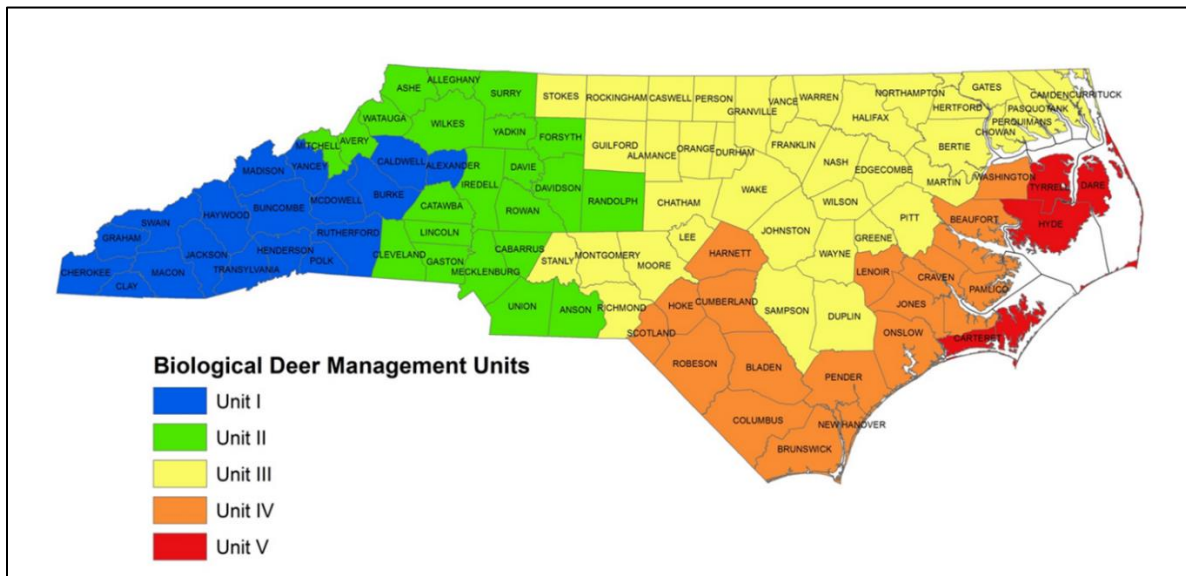 ALLEGHANY
ASHE
SURRY
STOKES
ROCKINGHAM
CASWELL
PERSON
GRANVILLE
VANCE
WARREN
NORTHAMPTON
GATES
CAMDEN
CURRITUCK
HERTFORD
PASQUOTANK
PERQUIMANS
CHOWAN
HALIFAX
WATAUGA
WILKES
YADKIN
FORSYTH
GUILFORD
ALAMANCE
ORANGE
DURHAM
FRANKLIN
NASH
EDGECOMBE
BERTIE
MITCHELL
AVERY
CALDWELL
ALEXANDER
IREDELL
DAVIE
DAVIDSON
RANDOLPH
CHATHAM
WAKE
WILSON
MARTIN
WASHINGTON
TYRRELL
DARE
MADISON
YANCEY
MCDOWELL
BURKE
CATAWBA
ROWAN
JOHNSTON
GREENE
PITT
BEAUFORT
HYDE
SWAIN
HAYWOOD
BUNCOMBE
RUTHERFORD
LINCOLN
CABARRUS
STANLY
MONTGOMERY
MOORE
LEE
HARNETT
WAYNE
LENOIR
CRAVEN
PAMLICO
GRAHAM
JACKSON
HENDERSON
POLK
CLEVELAND
GASTON
MECKLENBURG
CHEROKEE
MACON
TRANSYLVANIA
CLAY
UNION
ANSON
RICHMOND
SCOTLAND
HOKE
CUMBERLAND
SAMPSON
DUPLIN
JONES
ONSLOW
CARTERET
ROBESON
BLADEN
PENDER
COLUMBUS
NEW HANOVER
BRUNSWICK
Biological Deer Management Units
Unit I
Unit II
Unit III
Unit IV
Unit V